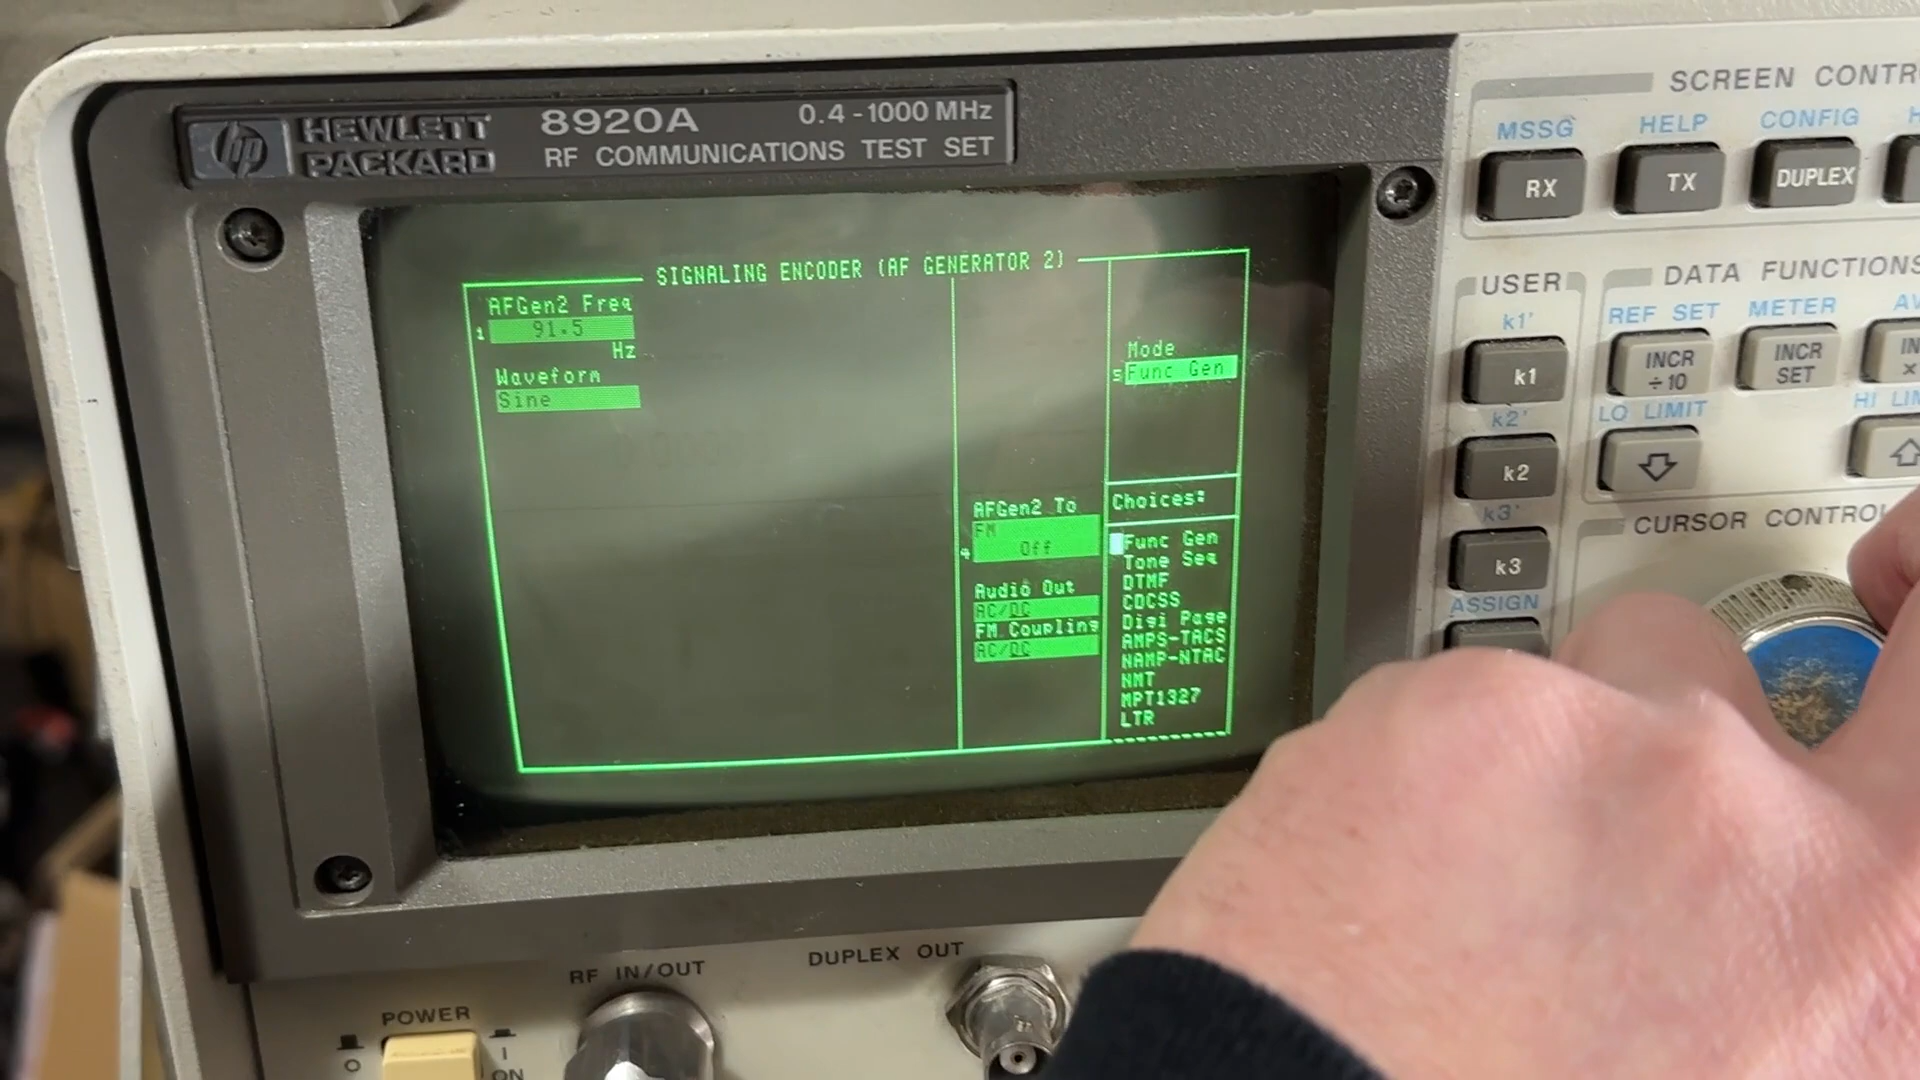 HEWLETT
PACKARD
8920A 0.4-1000 MHz
RF COMMUNICATIONS TEST SET
hp
SIGNALING ENCODER (AF GENERATOR 2)
AFGen2 Freq
1 91.5
Hz
Waveform
Sine
AFGen2 To
FM
4 Off
Audio Out
AC/DC
FM Coupling
AC/DC
Mode
5 Func Gen
Choices:
Func Gen
Tone Seq
DTMF
CDCSS
Digi Page
AMPS-TACS
NAMP-NTAC
NMT
MPT1327
LTR
SCREEN CONTR
MSSG HELP CONFIG H
RX TX DUPLEX
USER
k1'
k1
k2'
k2
k3'
k3
ASSIGN
DATA FUNCTIONS
REF SET METER AV
INCR ÷10
INCR SET
IN ×
LO LIMIT HI LIM
CURSOR CONTROL
RF IN/OUT
DUPLEX OUT
POWER
O
I
ON